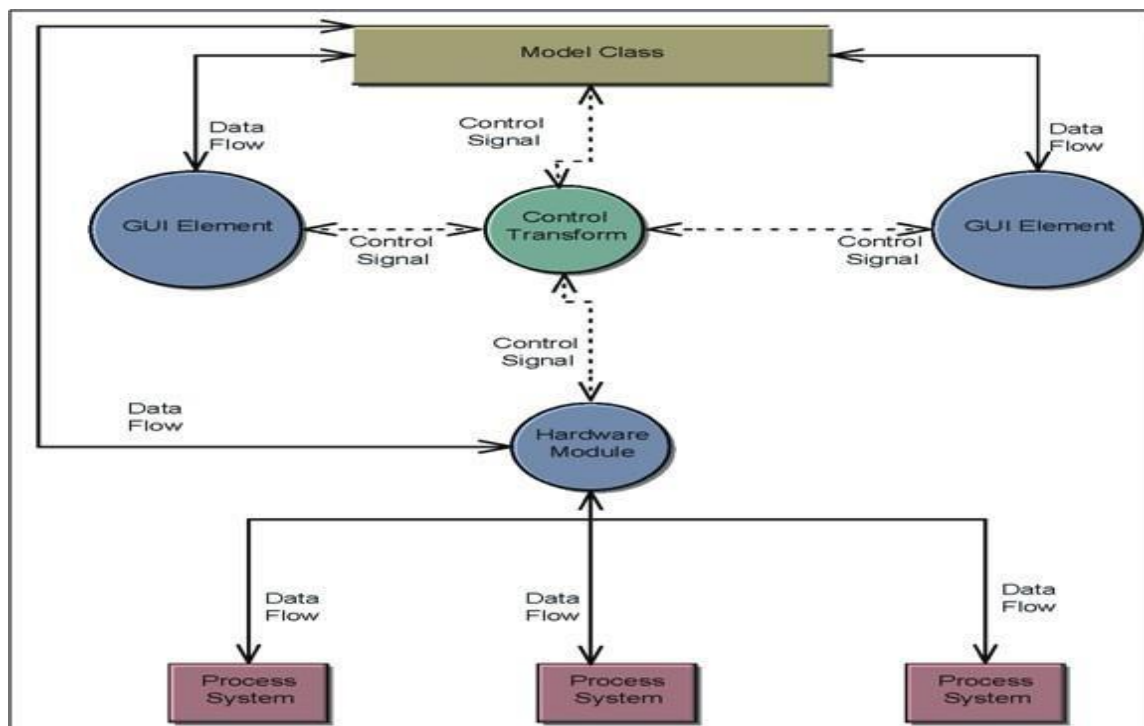 Model Class
Data
Flow
Control
Signal
Data
Flow
GUI Element
Control
Transform
GUI Element
Control
Signal
Control
Signal
Control
Signal
Data
Flow
Hardware
Module
Data
Flow
Data
Flow
Data
Flow
Process
System
Process
System
Process
System